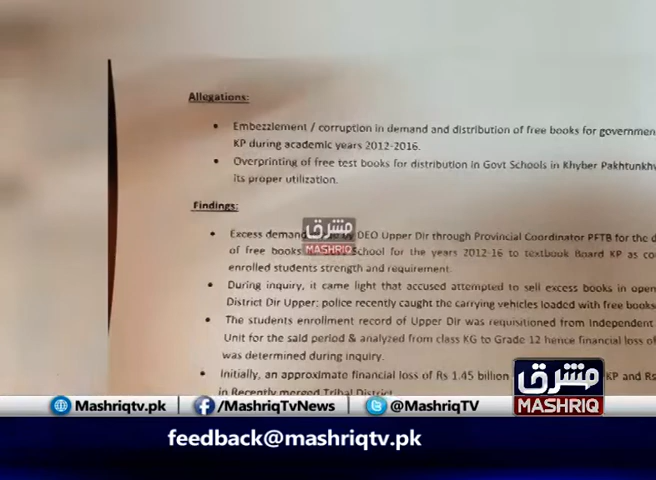 Allegations:
• Embezzlement / corruption in demand and distribution of free books for governmen
KP during academic years 2012-2016.
• Overprinting of free test books for distribution in Govt Schools in Khyber Pakhtunkhw
its proper utilization.
Findings:
• Excess demand by DEO Upper Dir through Provincial Coordinator PFTB for the d
of free books School for the years 2012-16 to textbook Board KP as co
enrolled students strength and requirement.
• During inquiry, it came light that accused attempted to sell excess books in open
District Dir Upper; police recently caught the carrying vehicles loaded with free books
• The students enrollment record of Upper Dir was requisitioned from Independent
Unit for the said period & analyzed from class KG to Grade 12 hence financial loss of
was determined during inquiry.
• Initially, an approximate financial loss of Rs 1.45 billion KP and Rs
in Recently merged Tribal District
مشرق
MASHRIQ
مشرق
MASHRIQ
Mashriqtv.pk
/MashriqTvNews
@MashriqTV
feedback@mashriqtv.pk